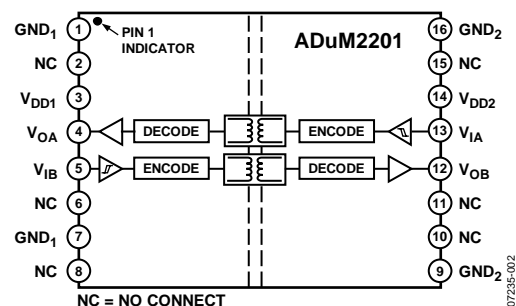 ADuM2201
PIN 1
INDICATOR
GND1 1
NC 2
VDD1 3
VOA 4 DECODE ENCODE 13 VIA
VIB 5 ENCODE DECODE 12 VOB
NC 6
GND1 7
NC 8
16 GND2
15 NC
14 VDD2
11 NC
10 NC
9 GND2
NC = NO CONNECT
07235-002